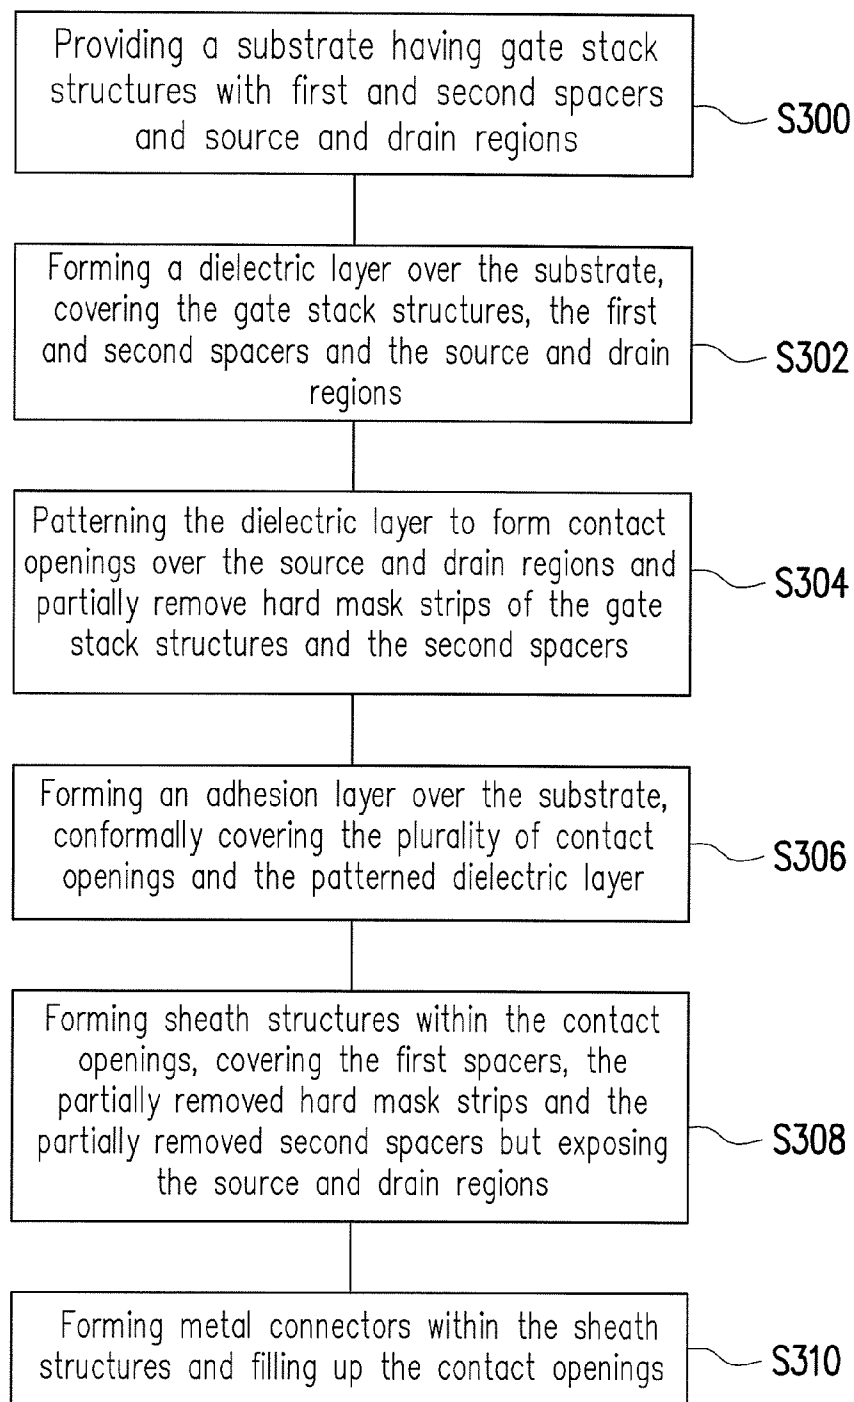 Providing a substrate having gate stack
structures with first and second spacers
and source and drain regions
S300
Forming a dielectric layer over the substrate,
covering the gate stack structures, the first
and second spacers and the source and drain
regions
S302
Patterning the dielectric layer to form contact
openings over the source and drain regions and
partially remove hard mask strips of the gate
stack structures and the second spacers
S304
Forming an adhesion layer over the substrate,
conformally covering the plurality of contact
openings and the patterned dielectric layer
S306
Forming sheath structures within the contact
openings, covering the first spacers, the
partially removed hard mask strips and the
partially removed second spacers but exposing
the source and drain regions
S308
Forming metal connectors within the sheath
structures and filling up the contact openings
S310